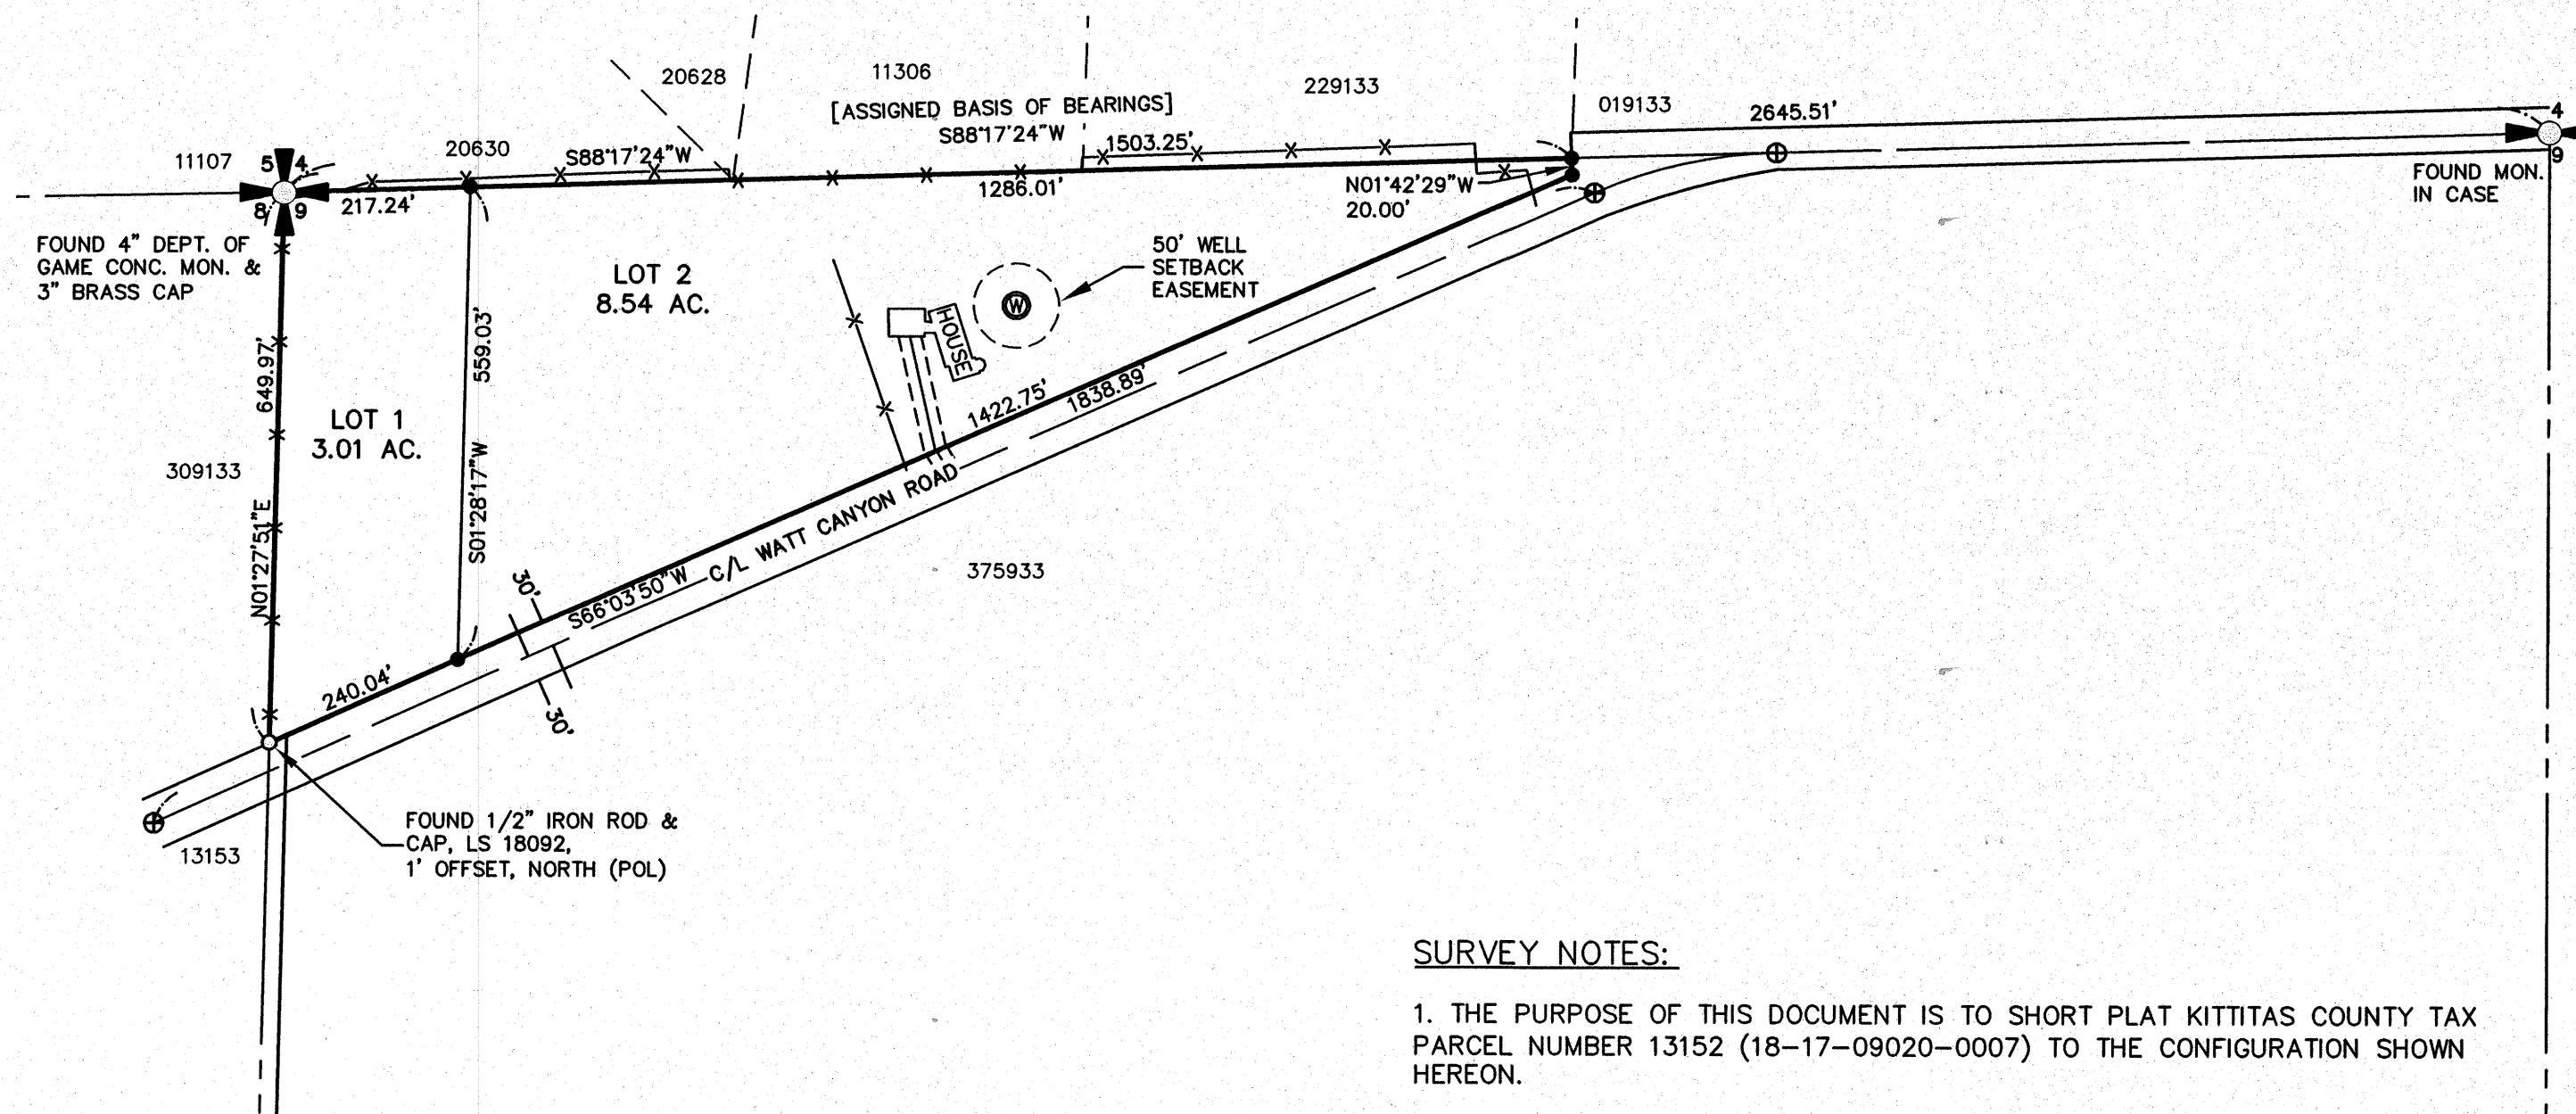 20628
11306
229133
[ASSIGNED BASIS OF BEARINGS]
S88°17'24"W
019133
2645.51'
1503.25'
4
9
FOUND MON.
IN CASE
11107
5 4
8 9
20630
S88°17'24"W
217.24'
1286.01'
N01°42'29"W
20.00'
FOUND 4" DEPT. OF
GAME CONC. MON. &
3" BRASS CAP
LOT 2
8.54 AC.
50' WELL
SETBACK
EASEMENT
W
HOUSE
559.03'
S01°28'17"W
649.97'
N01°27'51"E
LOT 1
3.01 AC.
309133
1422.75'
1838.89'
C/L WATT CANYON ROAD
S66°03'50"W
375933
30'
30'
240.04'
13153
FOUND 1/2" IRON ROD &
CAP, LS 18092,
1' OFFSET, NORTH (POL)
SURVEY NOTES:
1. THE PURPOSE OF THIS DOCUMENT IS TO SHORT PLAT KITTITAS COUNTY TAX
PARCEL NUMBER 13152 (18-17-09020-0007) TO THE CONFIGURATION SHOWN
HEREON.